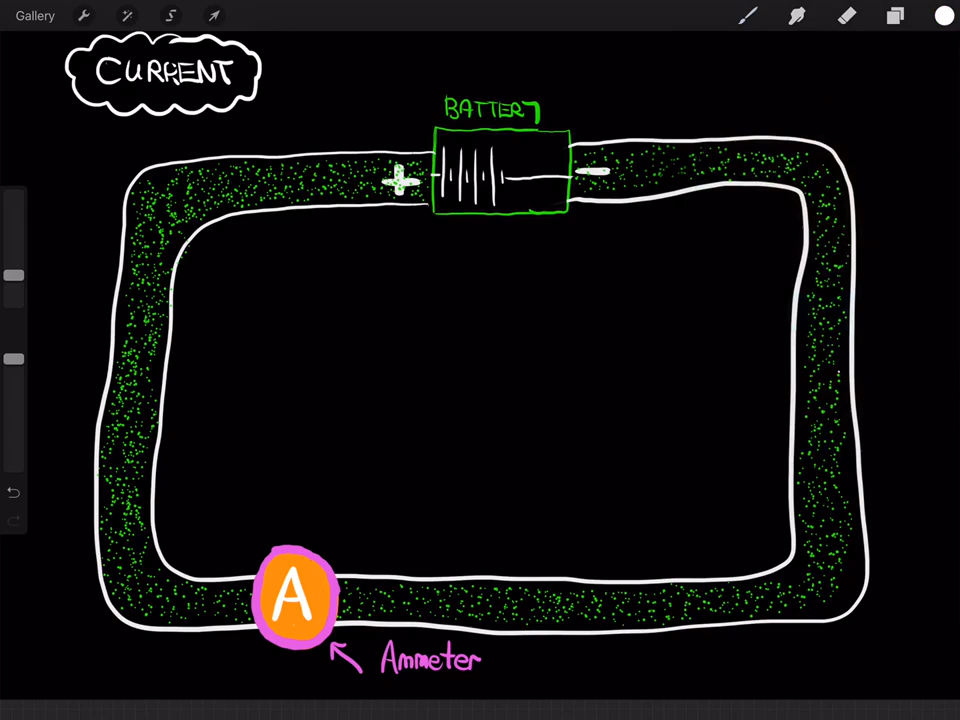 Gallery
CURRENT
BATTERY
+
-
A
Ammeter